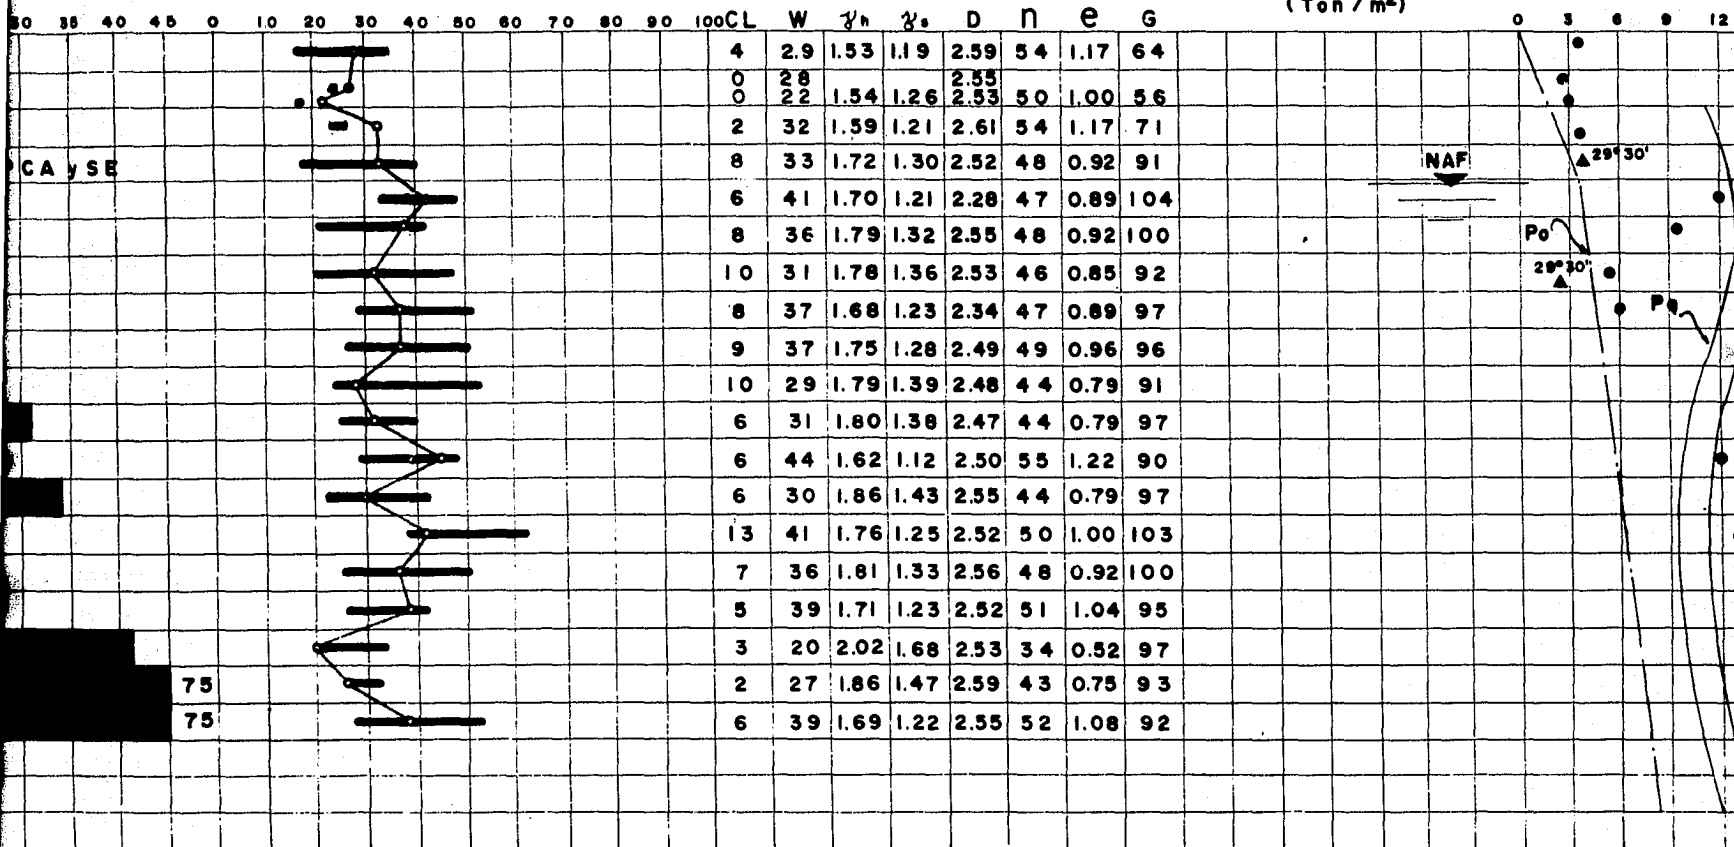 (Ton/m²)
30 35 40 45 0 10 20 30 40 50 60 70 80 90 100 CL W γh γs D n e G 0 3 6 9 12
4 2.9 1.53 1.19 2.59 54 1.17 64
0 28 2.55
0 22 1.54 1.26 2.53 50 1.00 56
2 32 1.59 1.21 2.61 54 1.17 71
CA y SE 8 33 1.72 1.30 2.52 48 0.92 91 NAF 29°30'
6 41 1.70 1.21 2.28 47 0.89 104
8 36 1.79 1.32 2.55 48 0.92 100 Po
10 31 1.78 1.36 2.53 46 0.85 92 29°30'
8 37 1.68 1.23 2.34 47 0.89 97
9 37 1.75 1.28 2.49 49 0.96 96
10 29 1.79 1.39 2.48 44 0.79 91
6 31 1.80 1.38 2.47 44 0.79 97
6 44 1.62 1.12 2.50 55 1.22 90
6 30 1.86 1.43 2.55 44 0.79 97
13 41 1.76 1.25 2.52 50 1.00 103
7 36 1.81 1.33 2.56 48 0.92 100
5 39 1.71 1.23 2.52 51 1.04 95
3 20 2.02 1.68 2.53 34 0.52 97
75 2 27 1.86 1.47 2.59 43 0.75 93
75 6 39 1.69 1.22 2.55 52 1.08 92